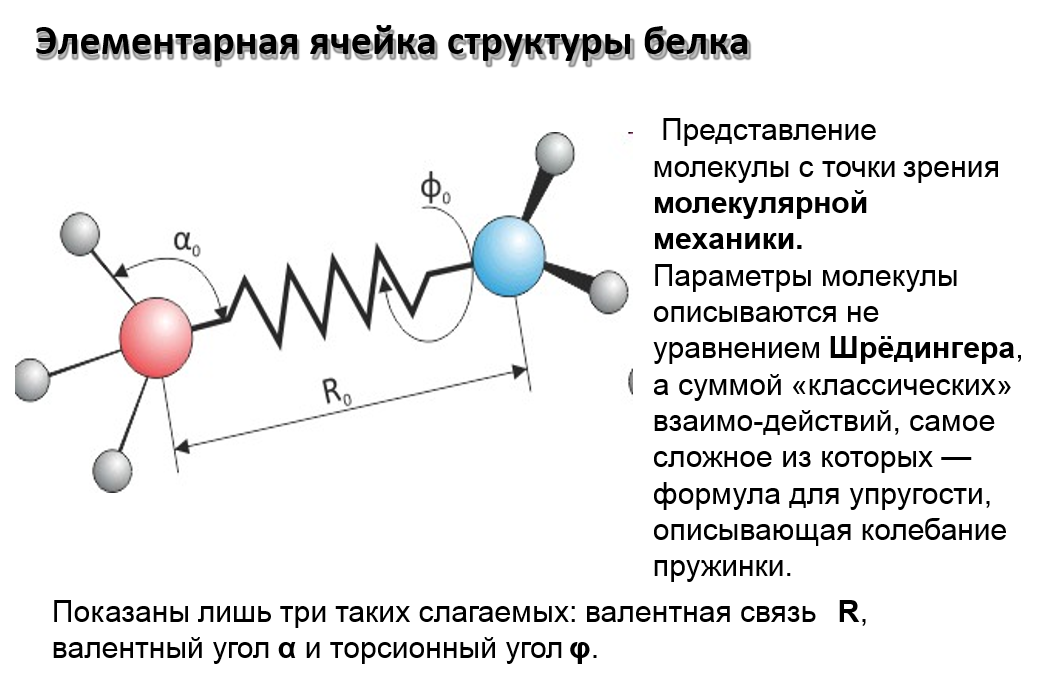 Элементарная ячейка структуры белка
- Представление
молекулы с точки зрения
молекулярной
механики.
Параметры молекулы
описываются не
уравнением Шрёдингера,
а суммой «классических»
взаимо-действий, самое
сложное из которых —
формула для упругости,
описывающая колебание
пружинки.
ϕ₀
α₀
R₀
Показаны лишь три таких слагаемых: валентная связь R,
валентный угол α и торсионный угол φ.